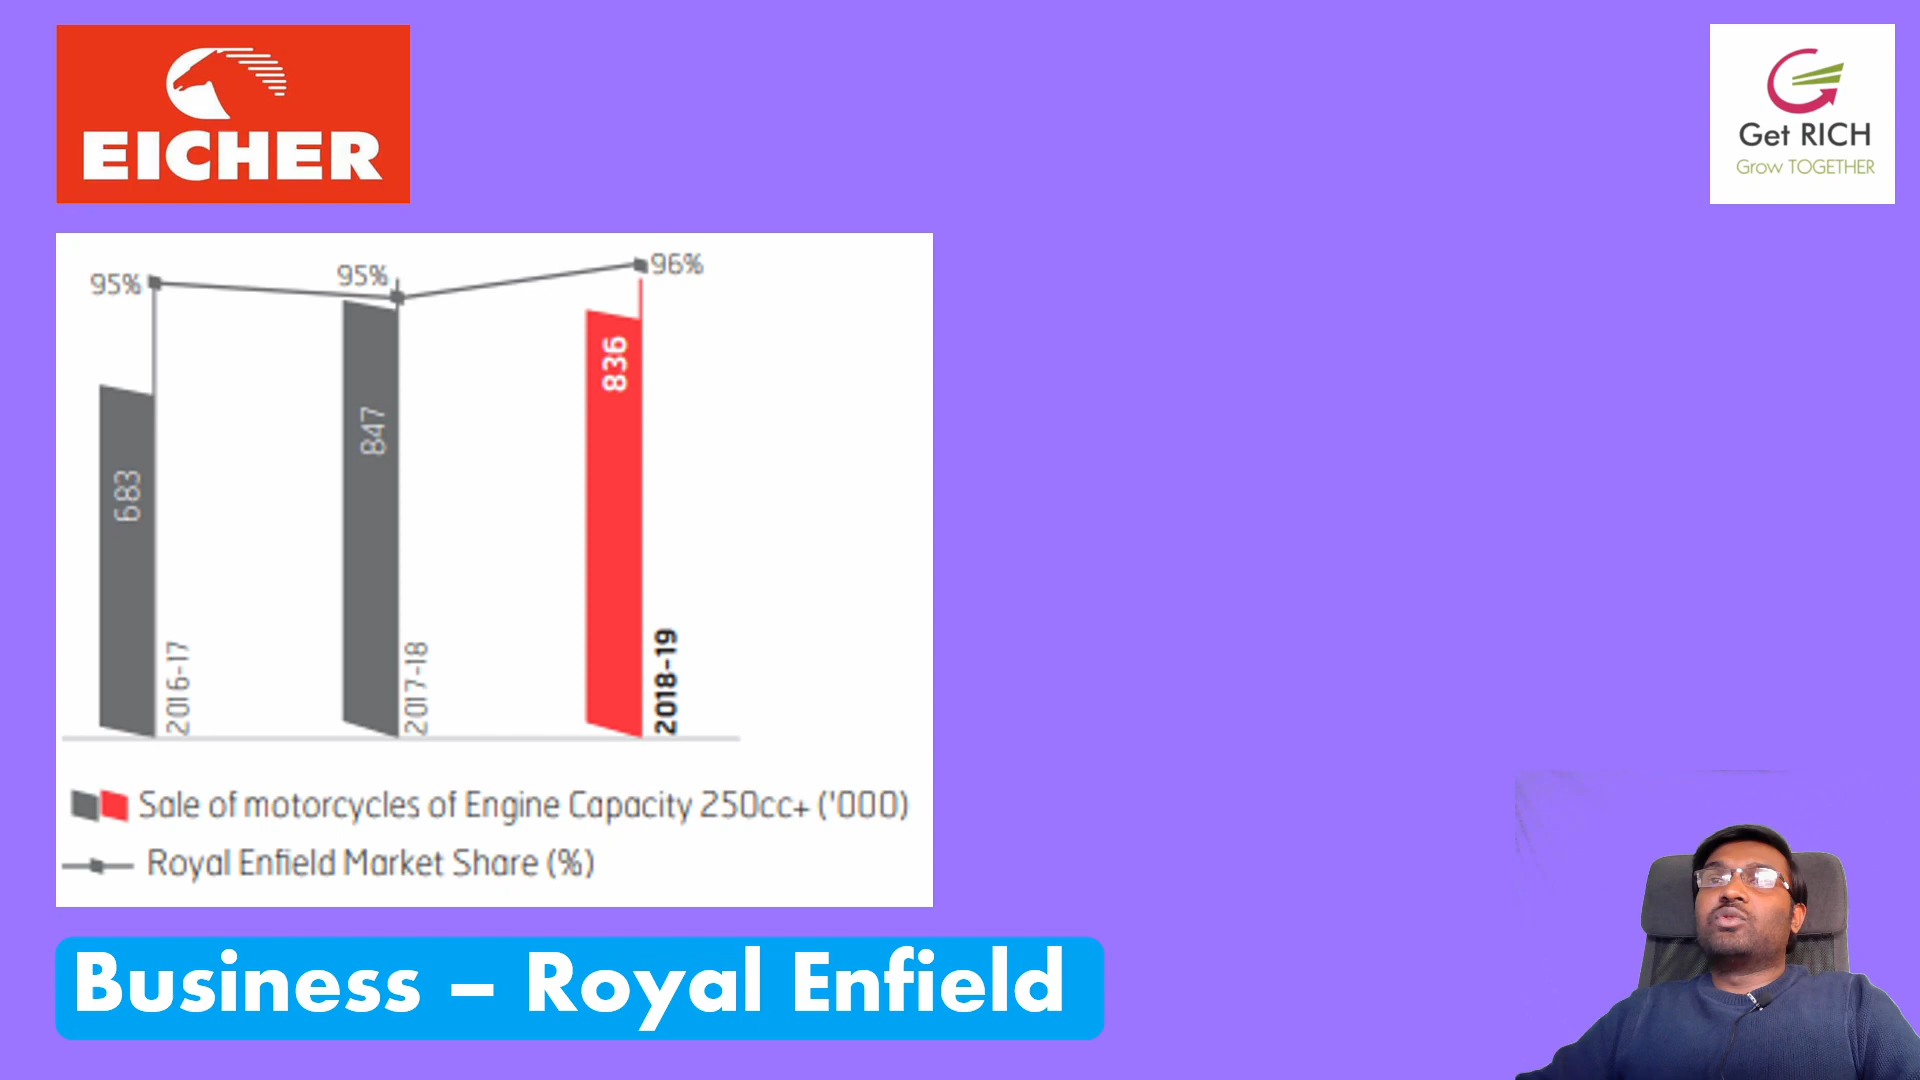 EICHER
Get RICH
Grow TOGETHER
95%
95%
96%
683
847
836
2016-17
2017-18
2018-19
Sale of motorcycles of Engine Capacity 250cc+ ('000)
Royal Enfield Market Share (%)
Business – Royal Enfield